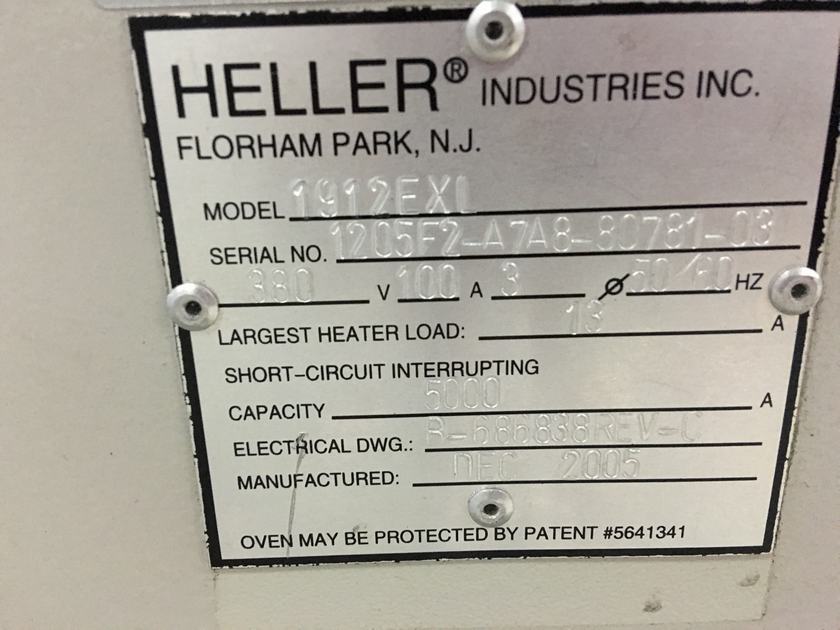 HELLER® INDUSTRIES INC.
FLORHAM PARK, N.J.
MODEL 1912EXL
SERIAL NO. 1205F2-A7A8-80781-03
380 V 100 A 3 Ø 50/60 HZ
LARGEST HEATER LOAD: 13 A
SHORT-CIRCUIT INTERRUPTING
CAPACITY 5000 A
ELECTRICAL DWG.: REV-C
MANUFACTURED: DEC 2005
OVEN MAY BE PROTECTED BY PATENT #5641341